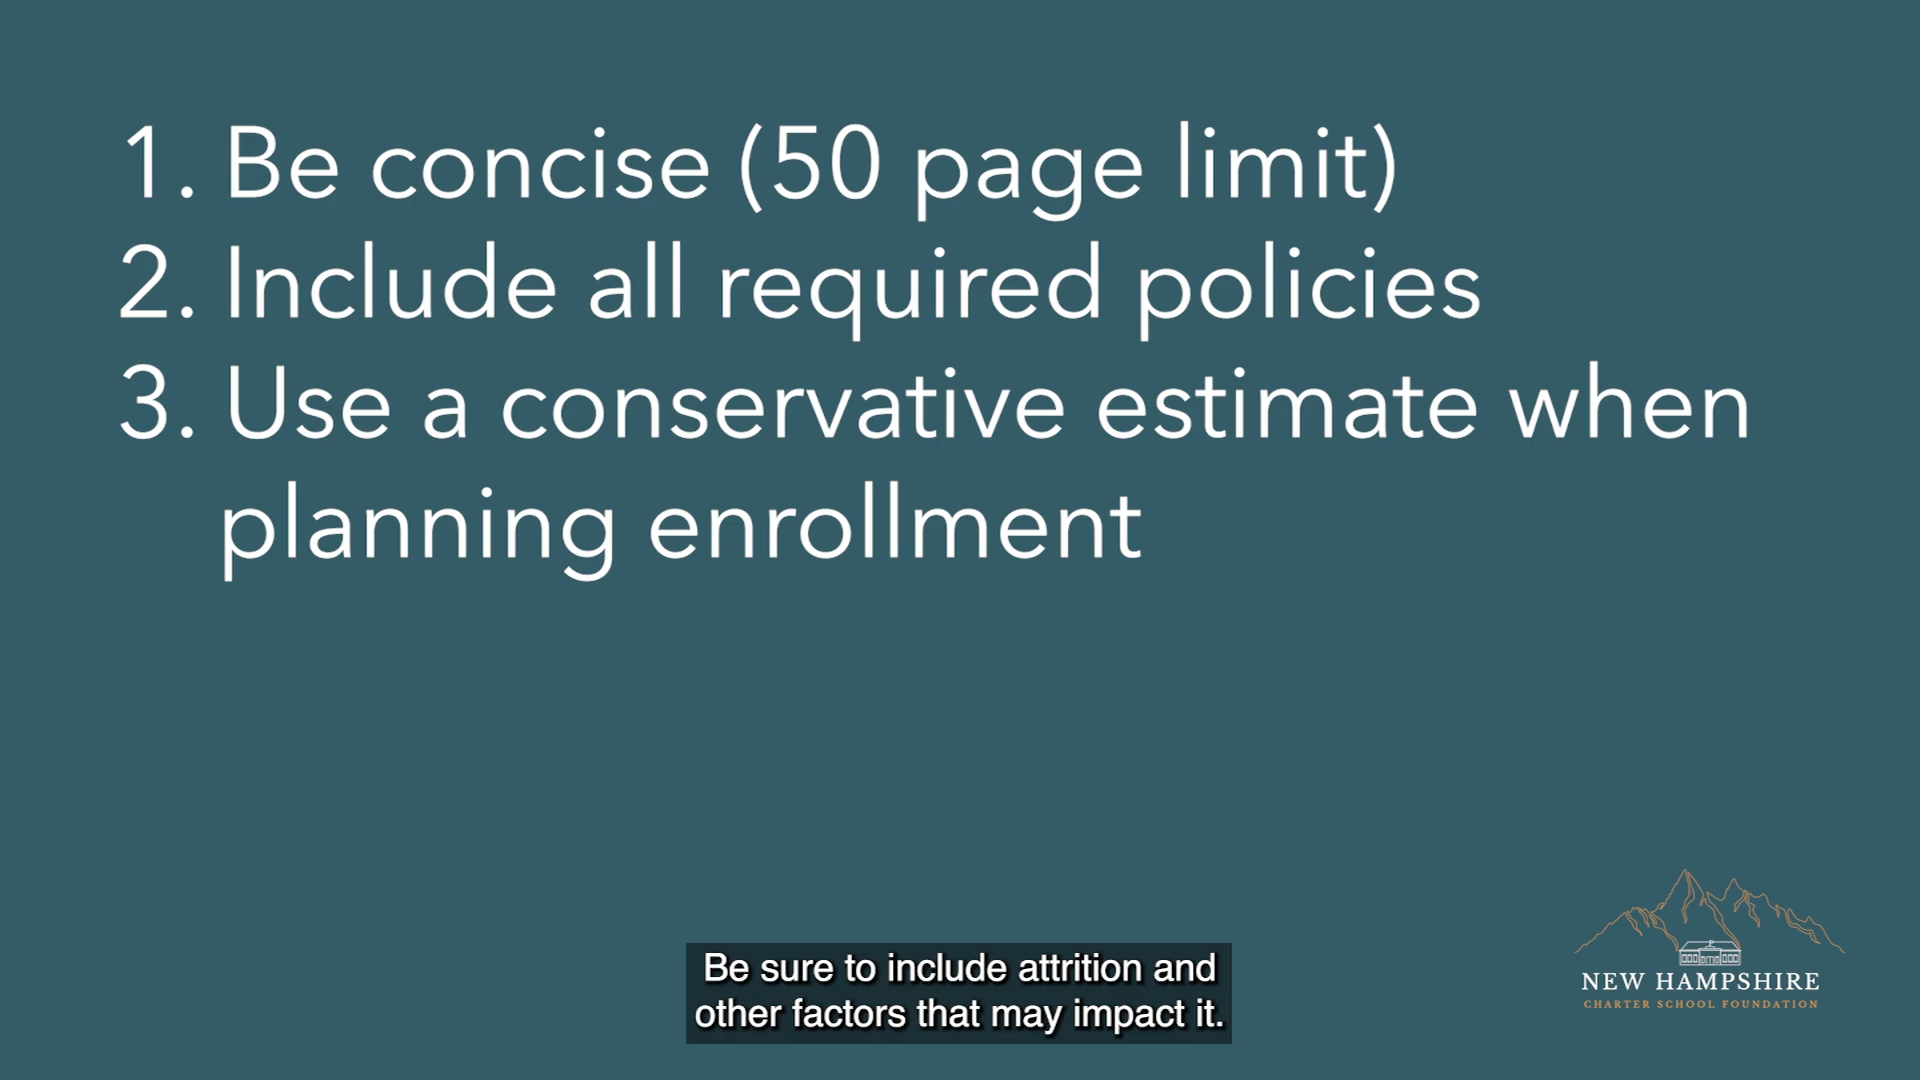 1. Be concise (50 page limit)
2. Include all required policies
3. Use a conservative estimate when
planning enrollment
Be sure to include attrition and
other factors that may impact it.
NEW HAMPSHIRE
CHARTER SCHOOL FOUNDATION